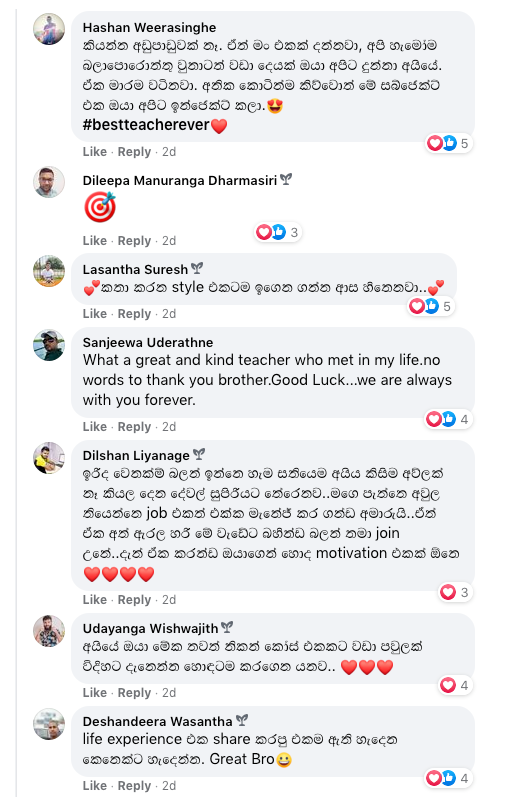 Hashan Weerasinghe
කියන්න අඩුපාඩුවක් නෑ. ඒත් මං එකක් දන්නවා, අපි හැමෝම
බලාපොරොත්තු වුනාටත් වඩා දෙයක් ඔයා අපිට දුන්නා අයියේ.
ඒක මාරම වටිනවා. අනික කොටින්ම කිව්වොත් මේ සබ්ජෙක්ට්
එක ඔයා අපිට ඉන්ජෙක්ට් කලා.😍
#bestteacherever❤️
5
Like · Reply · 2d
Dileepa Manuranga Dharmasiri
🎯
3
Like · Reply · 2d
Lasantha Suresh
💕කතා කරන style එකටම ඉගෙන ගන්න ආස හිතෙනවා..💕
5
Like · Reply · 2d
Sanjeewa Uderathne
What a great and kind teacher who met in my life.no
words to thank you brother.Good Luck...we are always
with you forever.
4
Like · Reply · 2d
Dilshan Liyanage
ඉරිද වෙනකම් බලන් ඉන්නෙ හැම සතියෙම අයිය කිසිම අව්ලක්
නෑ කියල දෙන දේවල් සුපිරියට තේරෙනව..මගෙ පැත්තෙ අවුල
තියෙන්නෙ job එකත් එක්ක මැනේජ් කර ගන්ඩ අමාරුයි..ඒත්
ඒක අත් ඇරල හරි මේ වැඩේට බහින්ඩ බලන් තමා join
උනේ..දැන් ඒක කරන්ඩ ඔයාගෙන් හොද motivation එකක් ඕනෙ
❤️❤️❤️❤️
3
Like · Reply · 2d
Udayanga Wishwajith
අයියේ ඔයා මේක තවත් නිකන් කෝස් එකකට වඩා පවුලක්
විදිහට දැනෙන්න හොඳටම කරගෙන යනව.. ❤️❤️❤️
4
Like · Reply · 2d
Deshandeera Wasantha
life experience එක share කරපු එකම ඇති හැදෙන
කෙනෙක්ට හැදෙන්න. Great Bro😀
4
Like · Reply · 2d